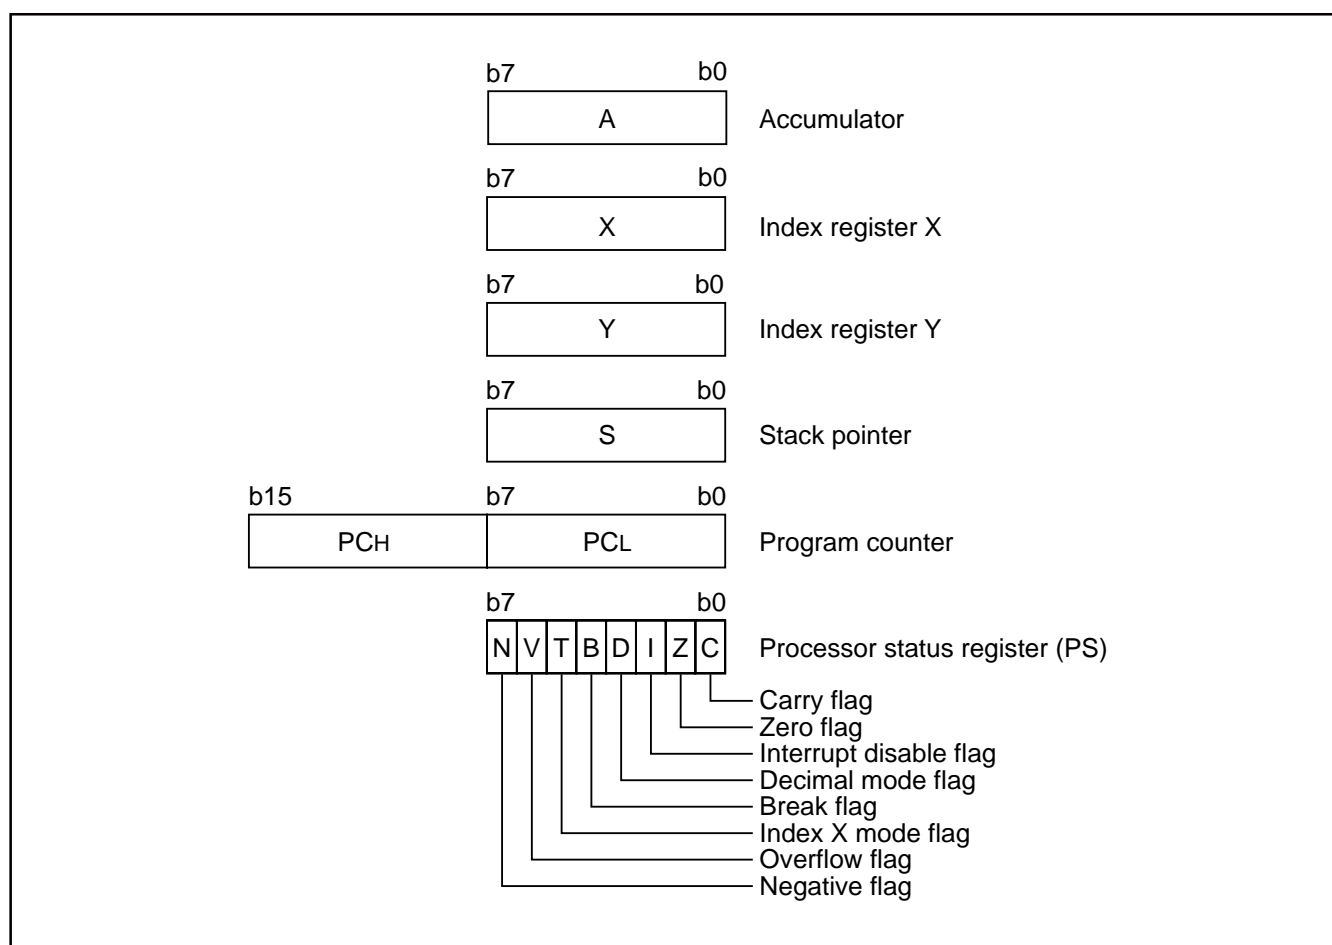 b7 b0
A Accumulator
b7 b0
X Index register X
b7 b0
Y Index register Y
b7 b0
S Stack pointer
b15 b7 b0
PCH PCL Program counter
b7 b0
N V T B D I Z C Processor status register (PS)
Carry flag
Zero flag
Interrupt disable flag
Decimal mode flag
Break flag
Index X mode flag
Overflow flag
Negative flag